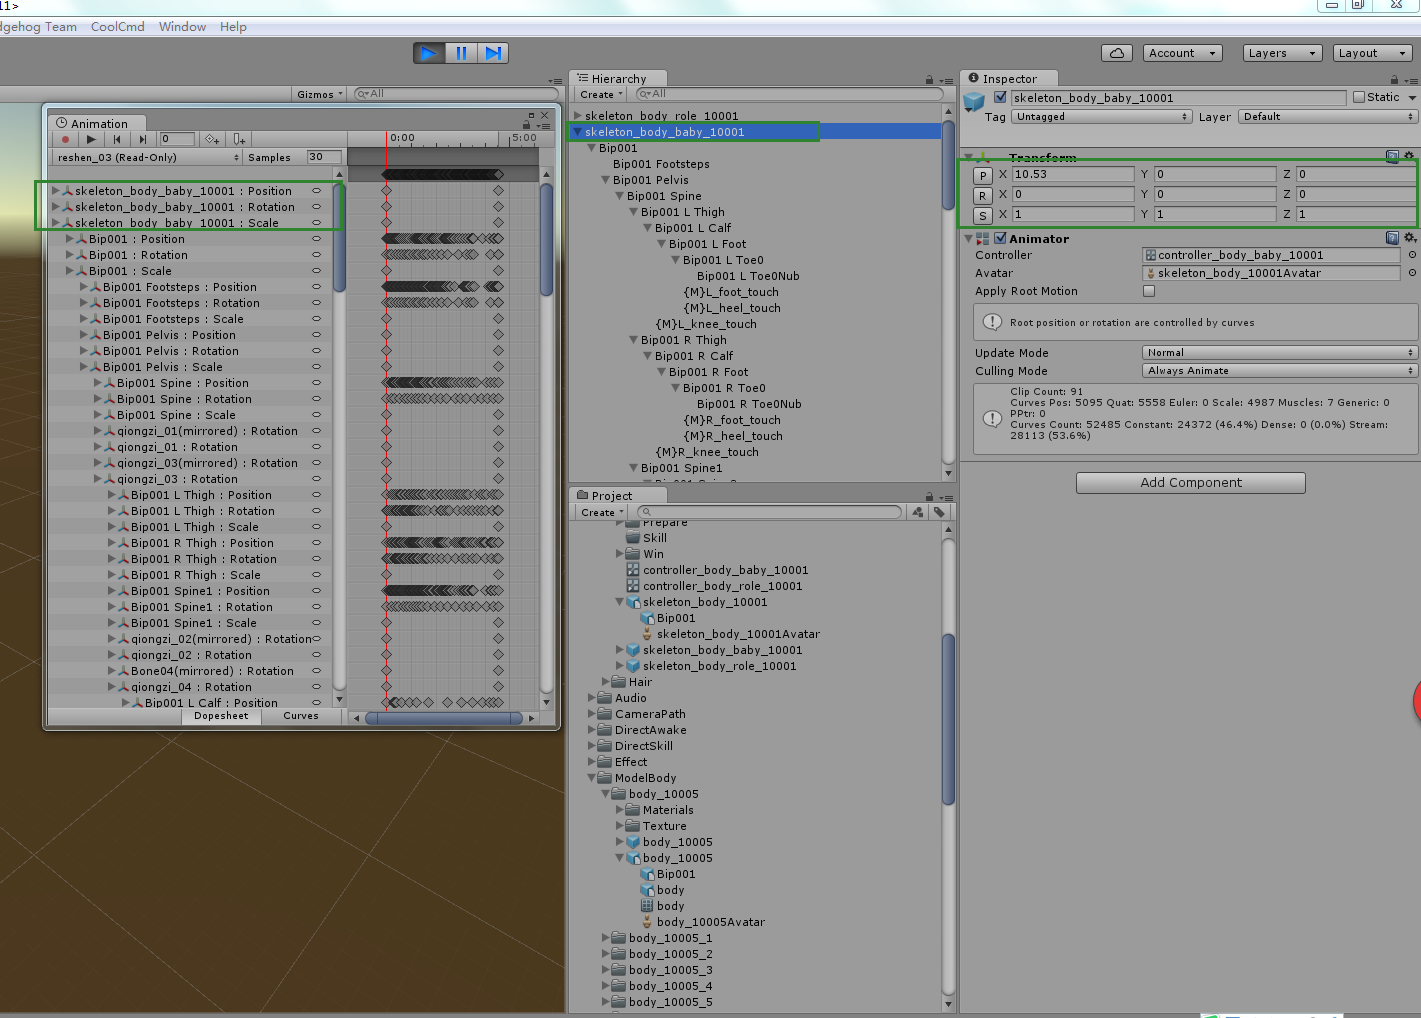 l1>
dgehog Team CoolCmd Window Help
Account Layers Layout
Gizmos All
Animation
0 0:00 5:00
reshen_03 (Read-Only) Samples 30
skeleton_body_baby_10001 : Position
skeleton_body_baby_10001 : Rotation
skeleton_body_baby_10001 : Scale
Bip001 : Position
Bip001 : Rotation
Bip001 : Scale
Bip001 Footsteps : Position
Bip001 Footsteps : Rotation
Bip001 Footsteps : Scale
Bip001 Pelvis : Position
Bip001 Pelvis : Rotation
Bip001 Pelvis : Scale
Bip001 Spine : Position
Bip001 Spine : Rotation
Bip001 Spine : Scale
qiongzi_01(mirrored) : Rotation
qiongzi_01 : Rotation
qiongzi_03(mirrored) : Rotation
qiongzi_03 : Rotation
Bip001 L Thigh : Position
Bip001 L Thigh : Rotation
Bip001 L Thigh : Scale
Bip001 R Thigh : Position
Bip001 R Thigh : Rotation
Bip001 R Thigh : Scale
Bip001 Spine1 : Position
Bip001 Spine1 : Rotation
Bip001 Spine1 : Scale
qiongzi_02(mirrored) : Rotation
qiongzi_02 : Rotation
Bone04(mirrored) : Rotation
qiongzi_04 : Rotation
Bip001 L Calf : Position
Dopesheet Curves
Hierarchy
Create All
skeleton_body_role_10001
skeleton_body_baby_10001
Bip001
Bip001 Footsteps
Bip001 Pelvis
Bip001 Spine
Bip001 L Thigh
Bip001 L Calf
Bip001 L Foot
Bip001 L Toe0
Bip001 L Toe0Nub
{M}L_foot_touch
{M}L_heel_touch
{M}L_knee_touch
Bip001 R Thigh
Bip001 R Calf
Bip001 R Foot
Bip001 R Toe0
Bip001 R Toe0Nub
{M}R_foot_touch
{M}R_heel_touch
{M}R_knee_touch
Bip001 Spine1
Project
Create
Prepare
Skill
Win
controller_body_baby_10001
controller_body_role_10001
skeleton_body_10001
Bip001
skeleton_body_10001Avatar
skeleton_body_baby_10001
skeleton_body_role_10001
Hair
Audio
CameraPath
DirectAwake
DirectSkill
Effect
ModelBody
body_10005
Materials
Texture
body_10005
body_10005
Bip001
body
body
body_10005Avatar
body_10005_1
body_10005_2
body_10005_3
body_10005_4
body_10005_5
Inspector
skeleton_body_baby_10001 Static
Tag Untagged Layer Default
Transform
P X 10.53 Y 0 Z 0
R X 0 Y 0 Z 0
S X 1 Y 1 Z 1
Animator
Controller controller_body_baby_10001
Avatar skeleton_body_10001Avatar
Apply Root Motion
Root position or rotation are controlled by curves
Update Mode Normal
Culling Mode Always Animate
Clip Count: 91
Curves Pos: 5095 Quat: 5558 Euler: 0 Scale: 4987 Muscles: 7 Generic: 0
PPtr: 0
Curves Count: 52485 Constant: 24372 (46.4%) Dense: 0 (0.0%) Stream:
28113 (53.6%)
Add Component